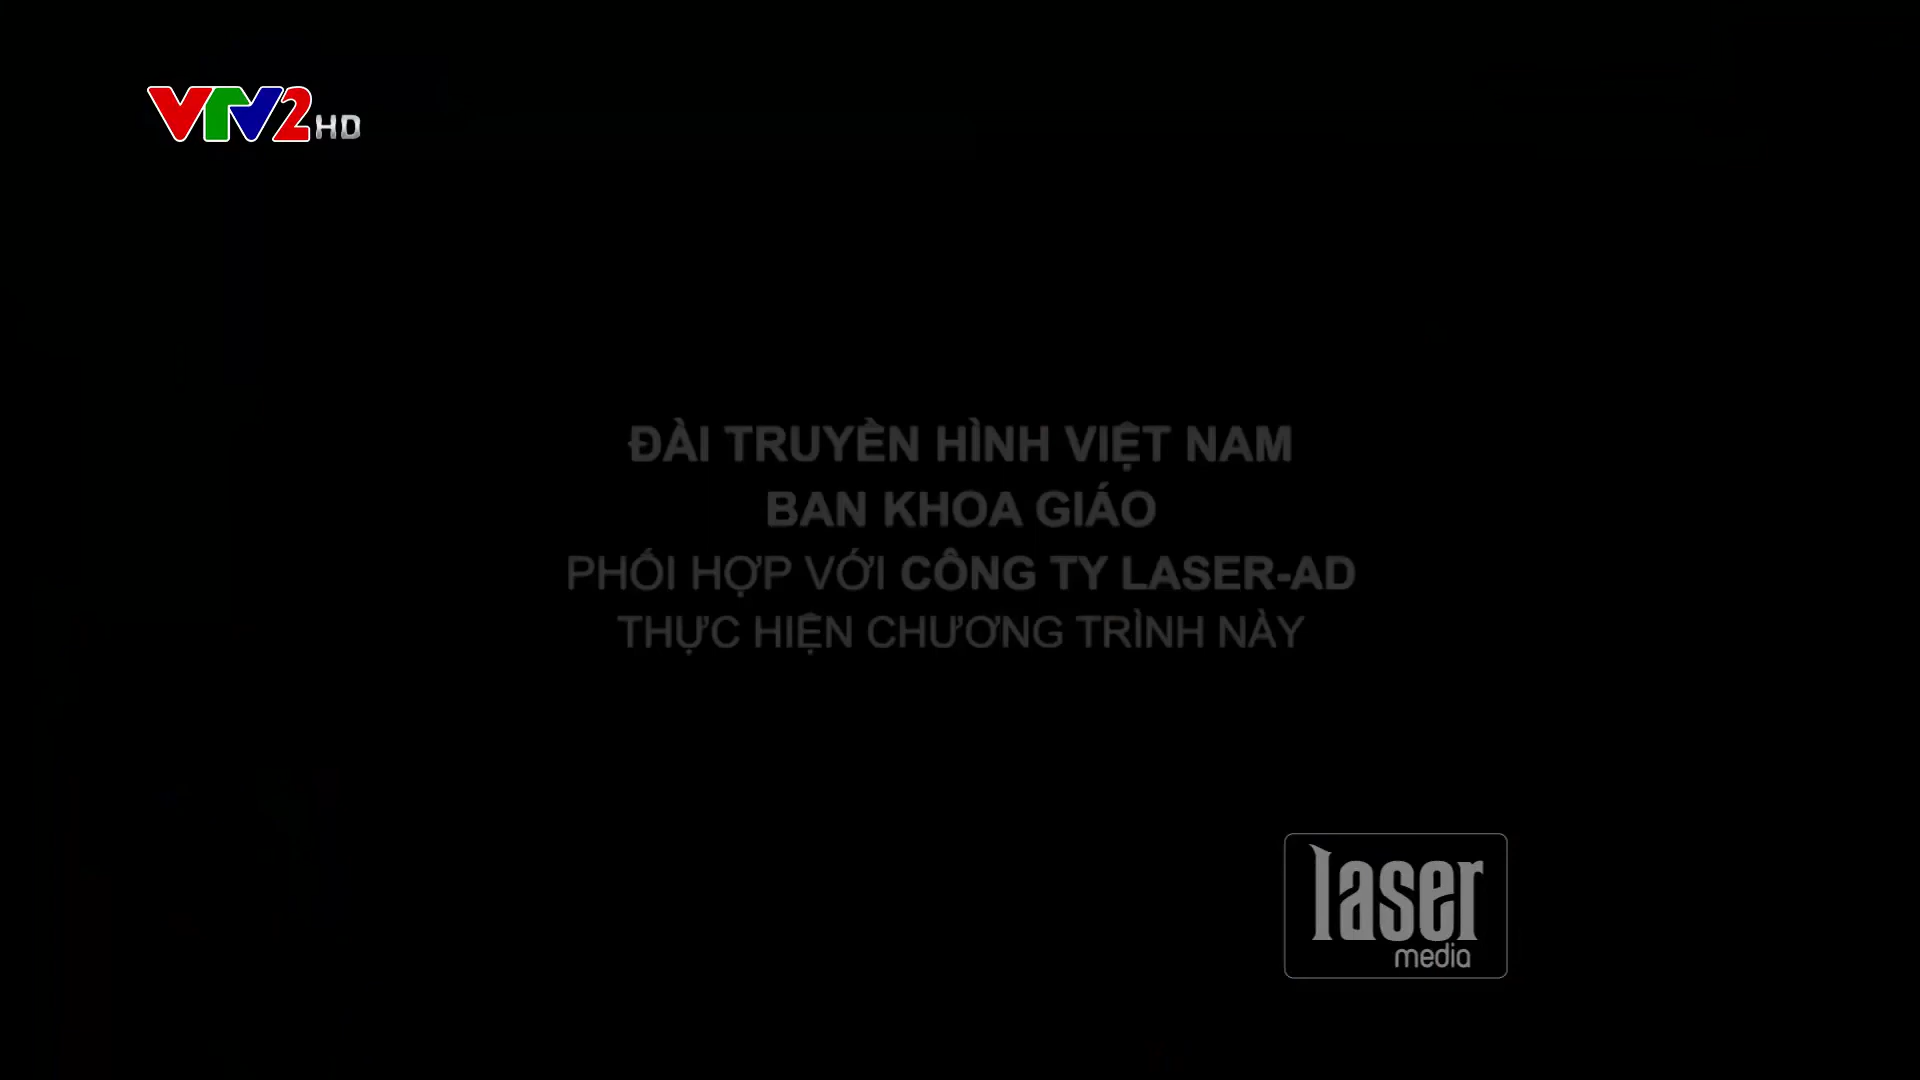 VTV2 HD
ĐÀI TRUYỀN HÌNH VIỆT NAM
BAN KHOA GIÁO
PHỐI HỢP VỚI CÔNG TY LASER-AD
THỰC HIỆN CHƯƠNG TRÌNH NÀY
laser
media